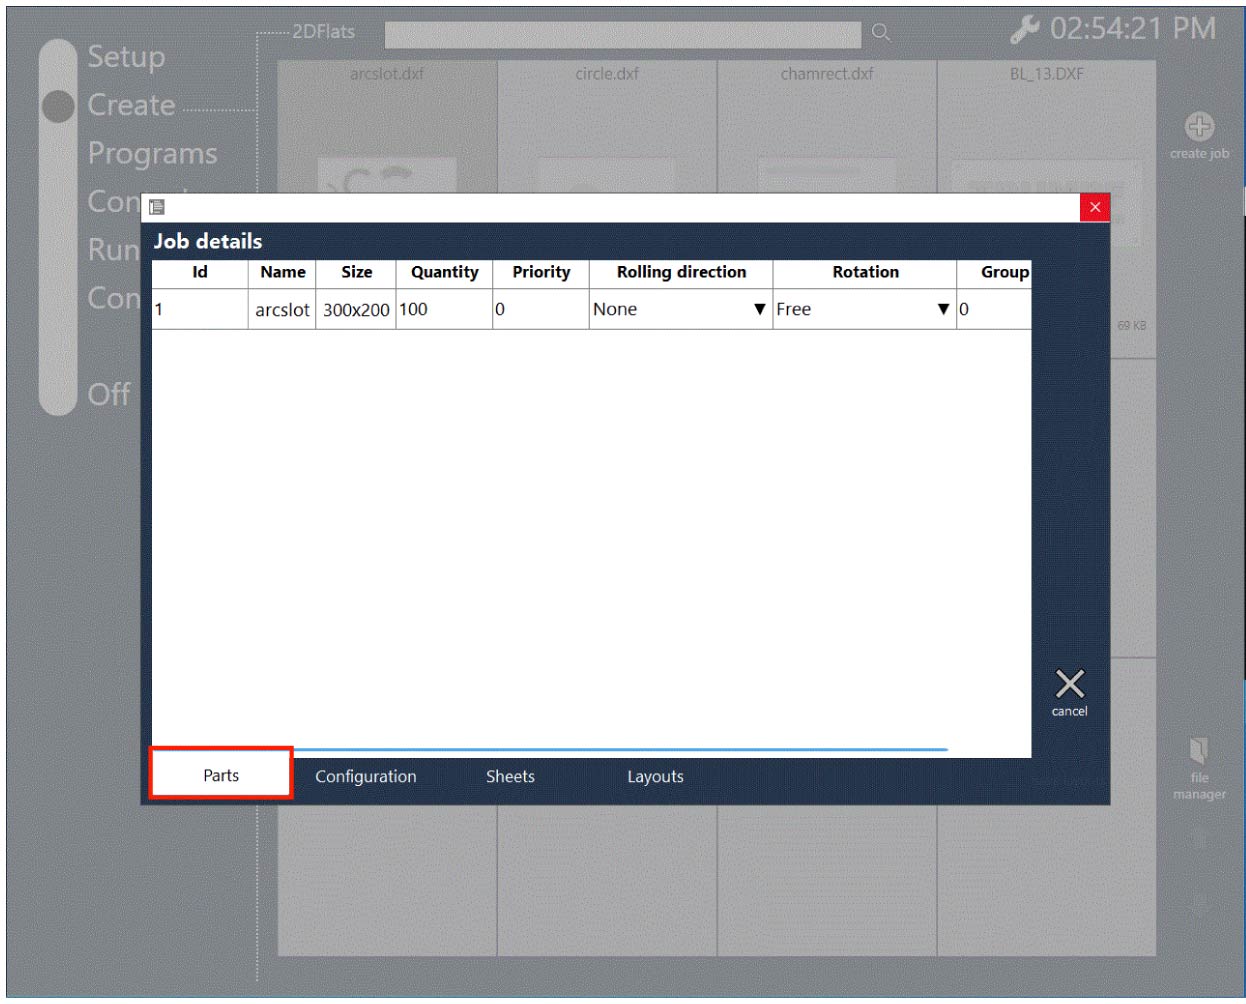 2DFlats
02:54:21 PM
Setup
Create
Programs
Con
Run
Con
Off
arcslot.dxf
circle.dxf
chamrect.dxf
BL_13.DXF
create job
69 KB
Job details
Id Name Size Quantity Priority Rolling direction Rotation Group
1 arcslot 300x200 100 0 None Free 0
cancel
Parts Configuration Sheets Layouts
file
manager